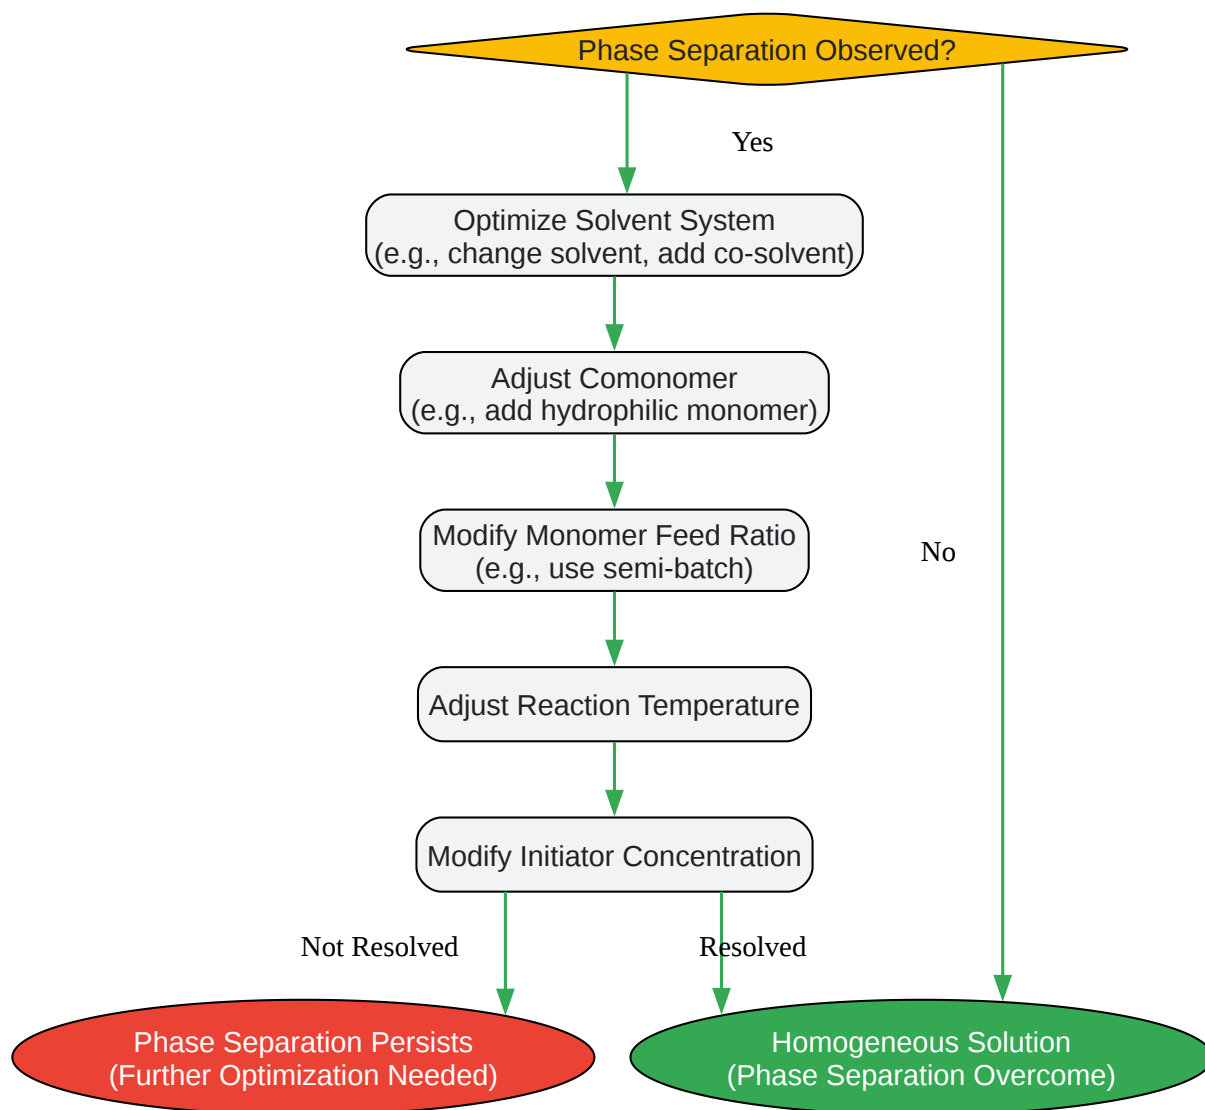 Phase Separation Observed?
Yes
Optimize Solvent System
(e.g., change solvent, add co-solvent)
Adjust Comonomer
(e.g., add hydrophilic monomer)
Modify Monomer Feed Ratio
(e.g., use semi-batch)
No
Adjust Reaction Temperature
Modify Initiator Concentration
Not Resolved
Resolved
Phase Separation Persists
(Further Optimization Needed)
Homogeneous Solution
(Phase Separation Overcome)